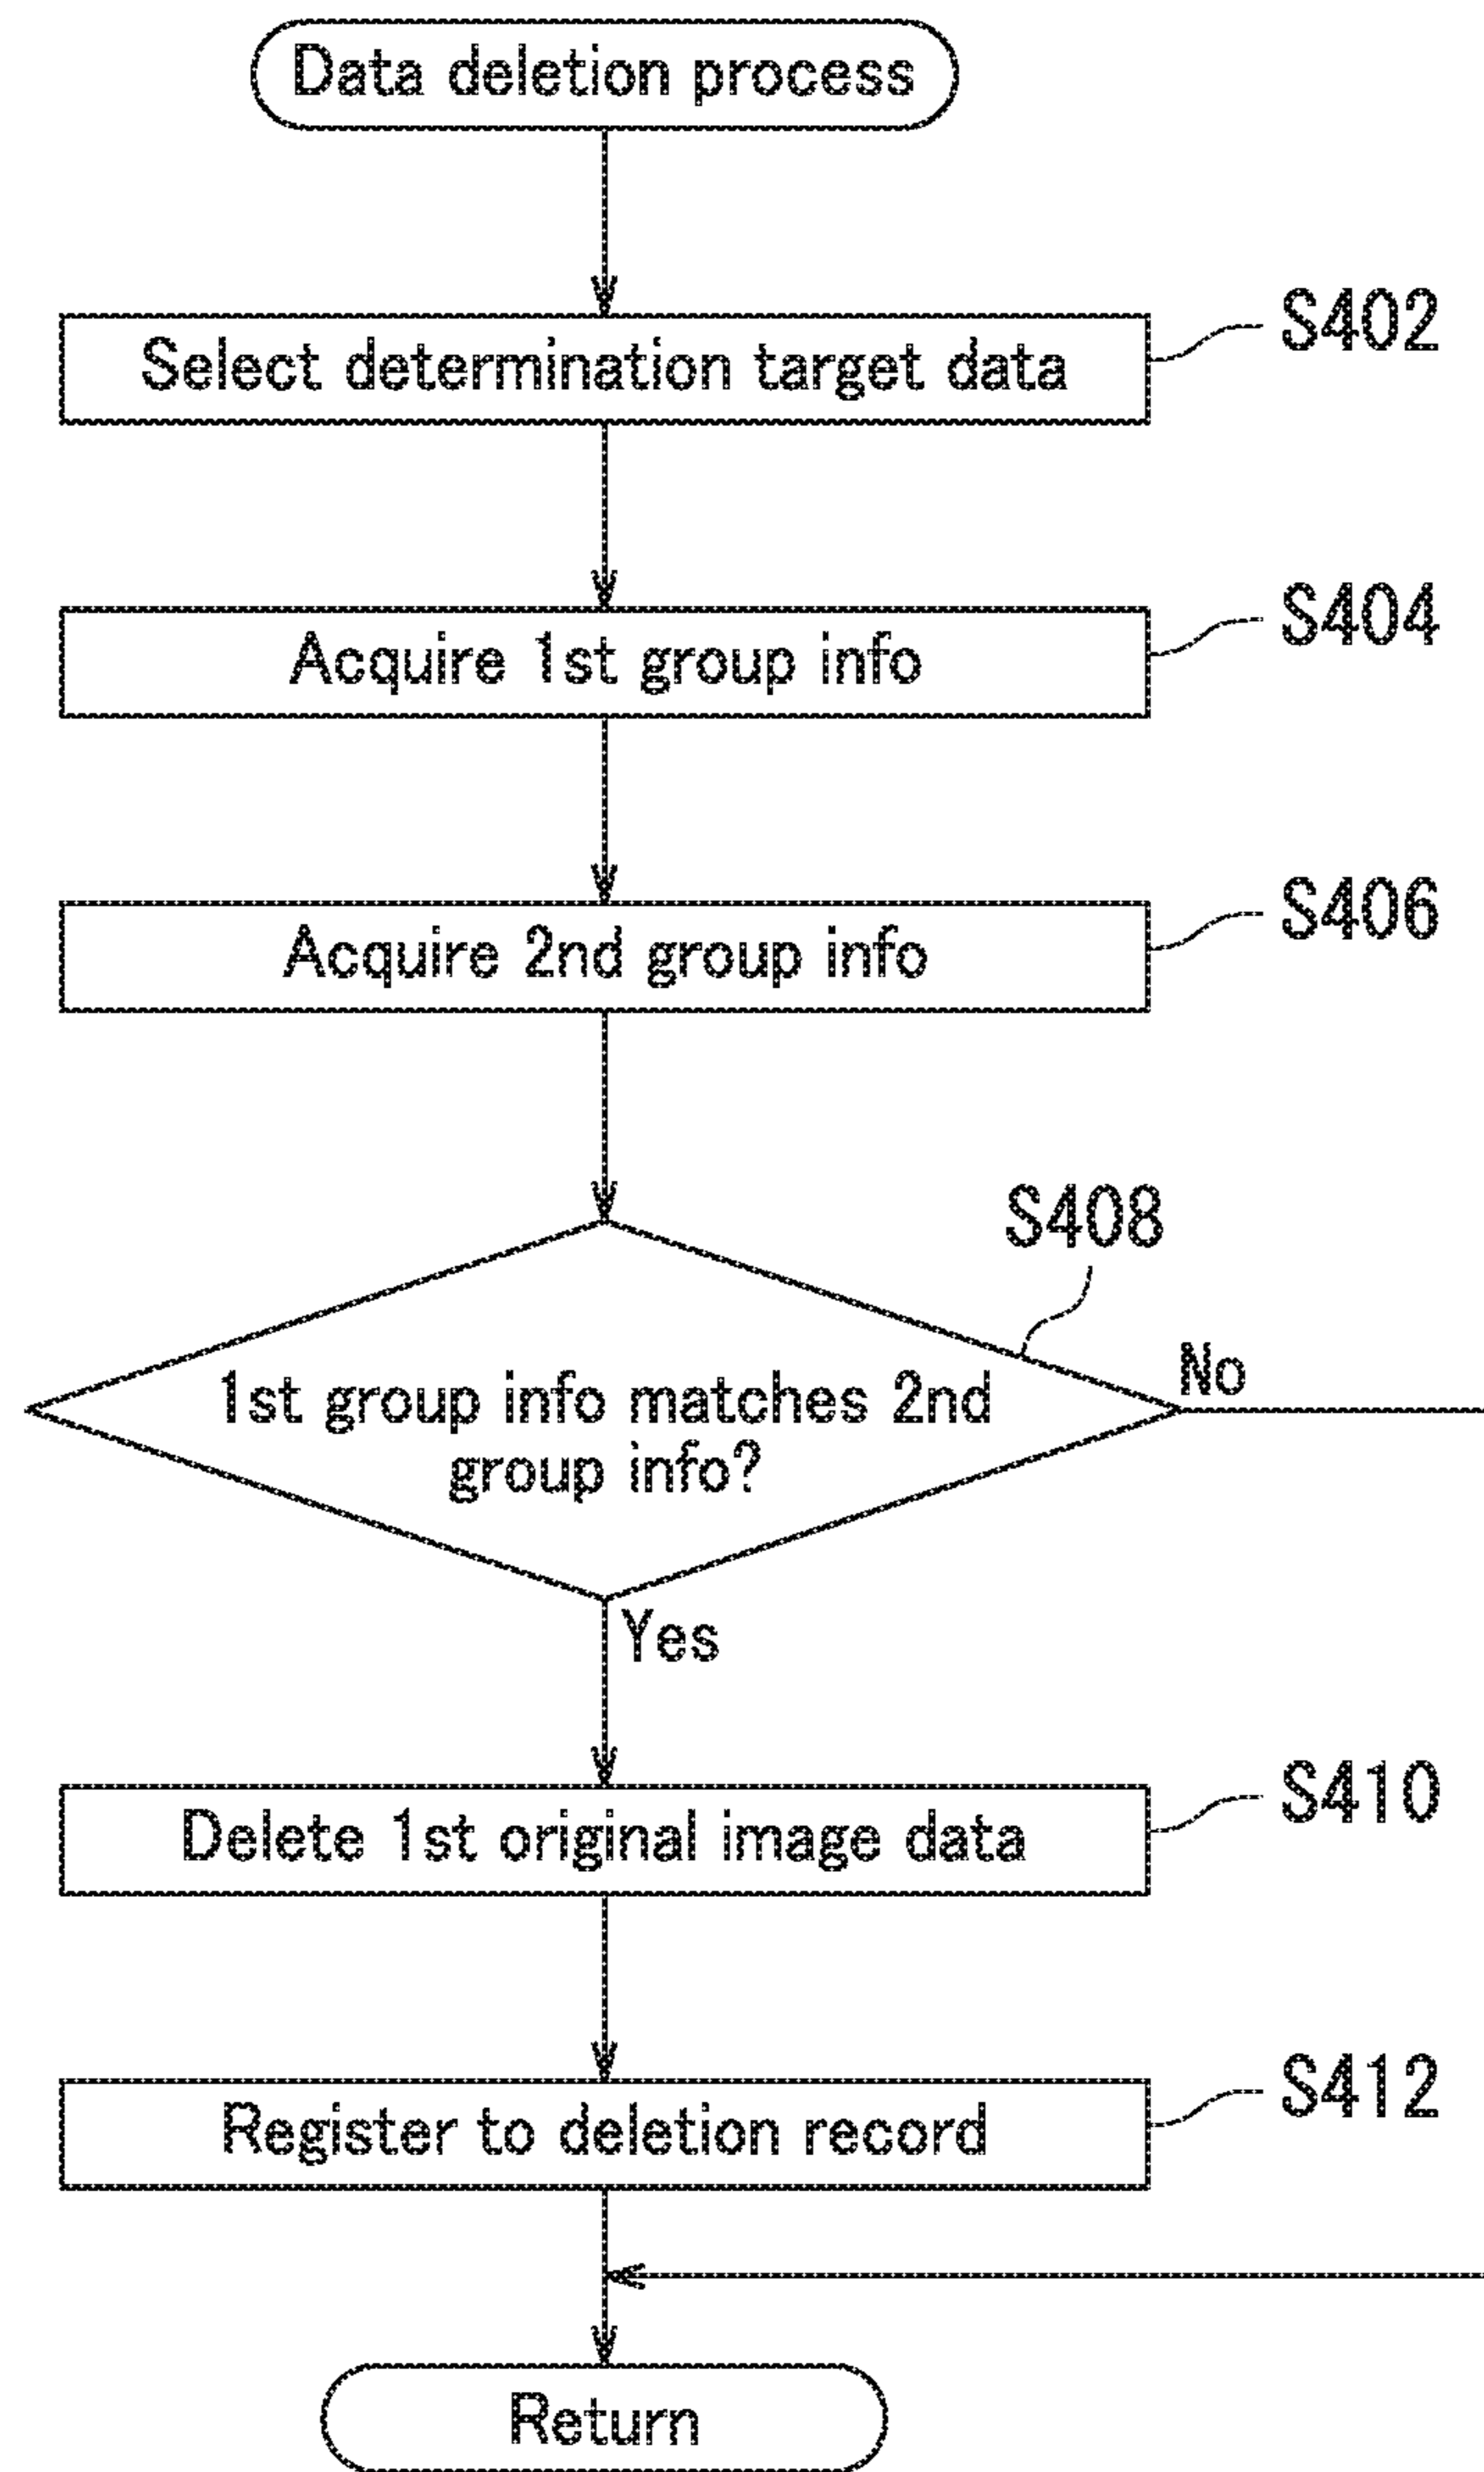 Data deletion process
Select determination target data
S402
Acquire 1st group info
S404
Acquire 2nd group info
S406
S408
1st group info matches 2nd
group info?
No
Yes
Delete 1st original image data
S410
Register to deletion record
S412
Return